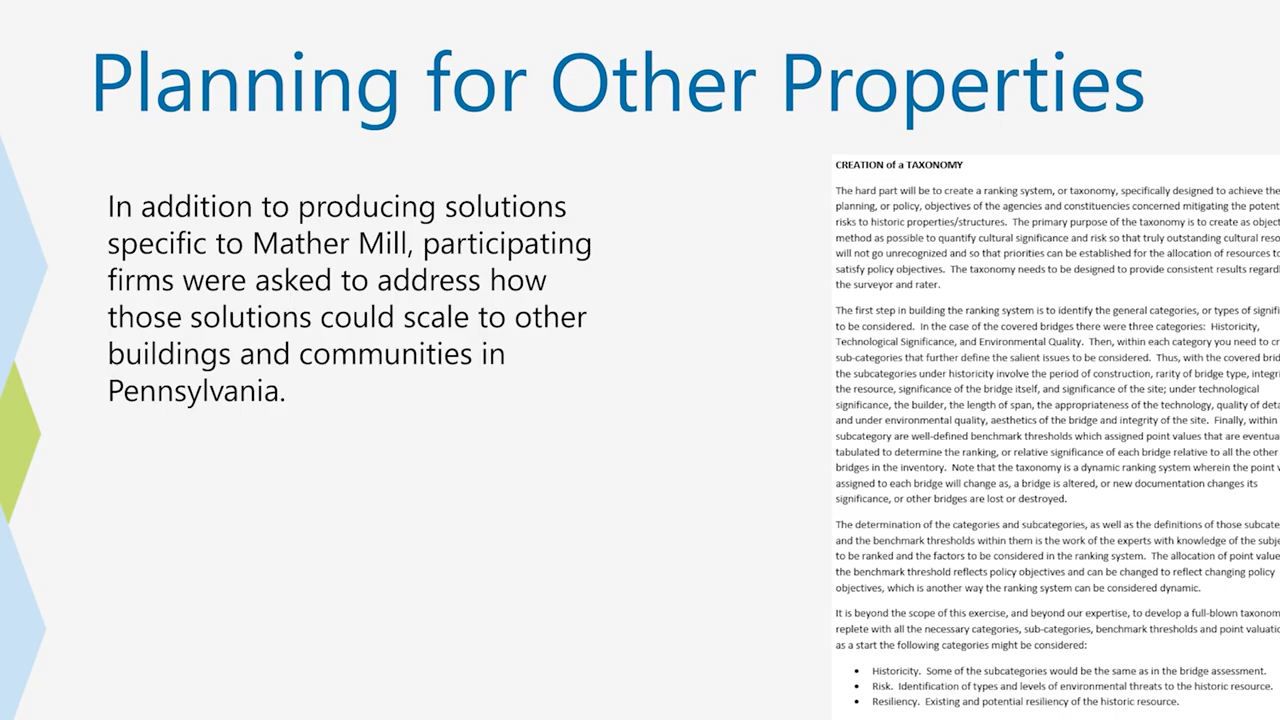 Planning for Other Properties
In addition to producing solutions
specific to Mather Mill, participating
firms were asked to address how
those solutions could scale to other
buildings and communities in
Pennsylvania.
CREATION of a TAXONOMY
The hard part will be to create a ranking system, or taxonomy, specifically designed to achieve the
planning, or policy, objectives of the agencies and constituencies concerned mitigating the potent
risks to historic properties/structures. The primary purpose of the taxonomy is to create as object
method as possible to quantify cultural significance and risk so that truly outstanding cultural reso
will not go unrecognized and so that priorities can be established for the allocation of resources to
satisfy policy objectives. The taxonomy needs to be designed to provide consistent results regardl
the surveyor and rater.
The first step in building the ranking system is to identify the general categories, or types of signifi
to be considered. In the case of the covered bridges there were three categories: Historicity,
Technological Significance, and Environmental Quality. Then, within each category you need to cr
sub-categories that further define the salient issues to be considered. Thus, with the covered brid
the subcategories under historicity involve the period of construction, rarity of bridge type, integri
the resource, significance of the bridge itself, and significance of the site; under technological
significance, the builder, the length of span, the appropriateness of the technology, quality of deta
and under environmental quality, aesthetics of the bridge and integrity of the site. Finally, within
subcategory are well-defined benchmark thresholds which assigned point values that are eventua
tabulated to determine the ranking, or relative significance of each bridge relative to all the other
bridges in the inventory. Note that the taxonomy is a dynamic ranking system wherein the point v
assigned to each bridge will change as, a bridge is altered, or new documentation changes its
significance, or other bridges are lost or destroyed.
The determination of the categories and subcategories, as well as the definitions of those subcate
and the benchmark thresholds within them is the work of the experts with knowledge of the subje
to be ranked and the factors to be considered in the ranking system. The allocation of point value
the benchmark threshold reflects policy objectives and can be changed to reflect changing policy
objectives, which is another way the ranking system can be considered dynamic.
It is beyond the scope of this exercise, and beyond our expertise, to develop a full-blown taxonom
replete with all the necessary categories, sub-categories, benchmark thresholds and point valuatio
as a start the following categories might be considered:
• Historicity. Some of the subcategories would be the same as in the bridge assessment.
• Risk. Identification of types and levels of environmental threats to the historic resource.
• Resiliency. Existing and potential resiliency of the historic resource.